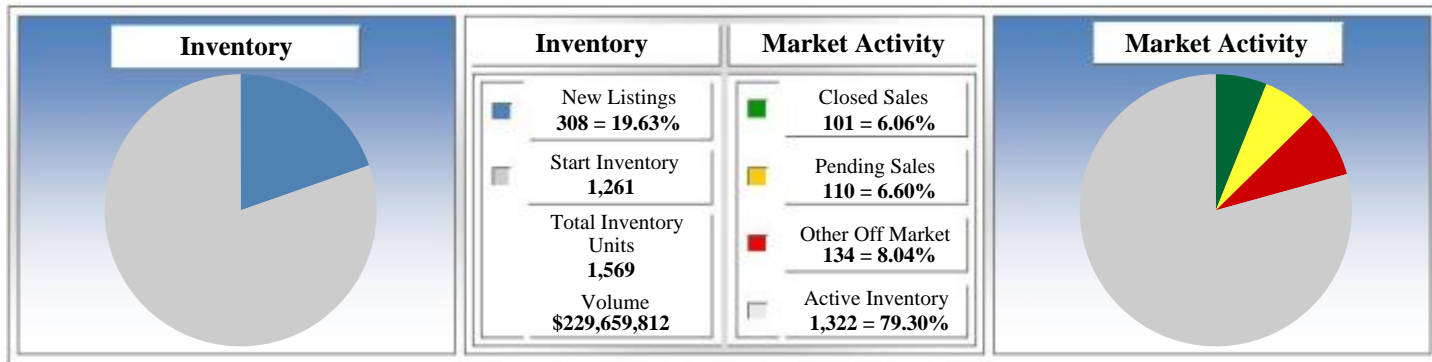 Inventory
Inventory
New Listings
308 = 19.63%
Start Inventory
1,261
Total Inventory
Units
1,569
Volume
$229,659,812
Market Activity
Closed Sales
101 = 6.06%
Pending Sales
110 = 6.60%
Other Off Market
134 = 8.04%
Active Inventory
1,322 = 79.30%
Market Activity